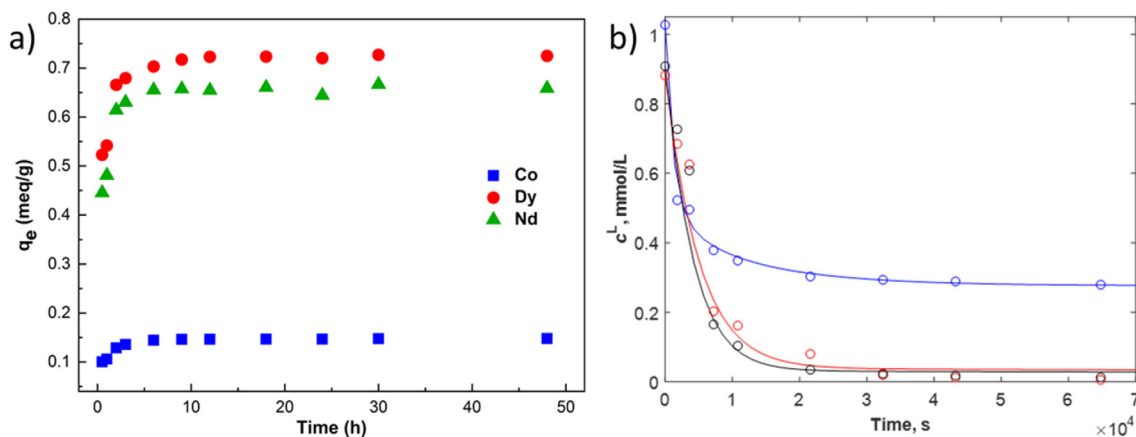 a)
0.8
0.7
0.6
0.5
0.4
0.3
0.2
0.1
qe (meq/g)
0 10 20 30 40 50
Time (h)
Co
Dy
Nd
b)
1
0.8
0.6
0.4
0.2
0
c^L, mmol/L
0 1 2 3 4 5 6 7
Time, s
×10^4